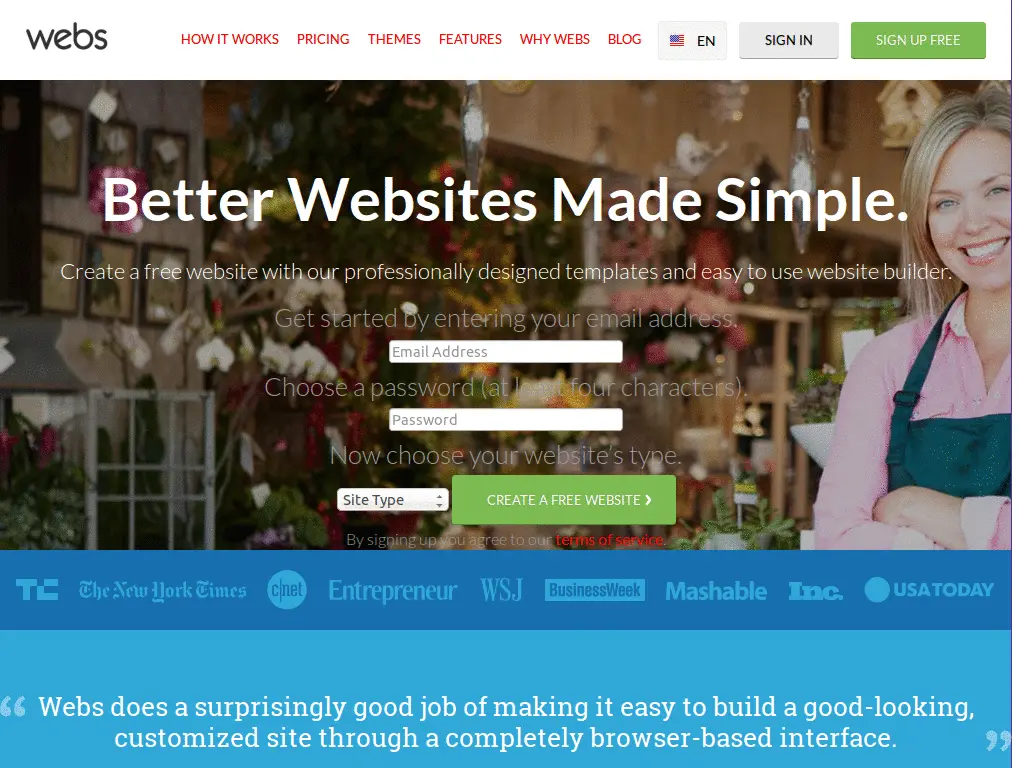 webs
HOW IT WORKS
PRICING
THEMES
FEATURES
WHY WEBS
BLOG
EN
SIGN IN
SIGN UP FREE
Better Websites Made Simple.
Create a free website with our professionally designed templates and easy to use website builder.
Get started by entering your email address.
Email Address
Choose a password (at least four characters).
Password
Now choose your website's type.
Site Type
CREATE A FREE WEBSITE ❯
By signing up you agree to our terms of service.
TC
The New York Times
c|net
Entrepreneur
WSJ
BusinessWeek
Mashable
Inc.
USA TODAY
“ Webs does a surprisingly good job of making it easy to build a good-looking,
customized site through a completely browser-based interface. ”